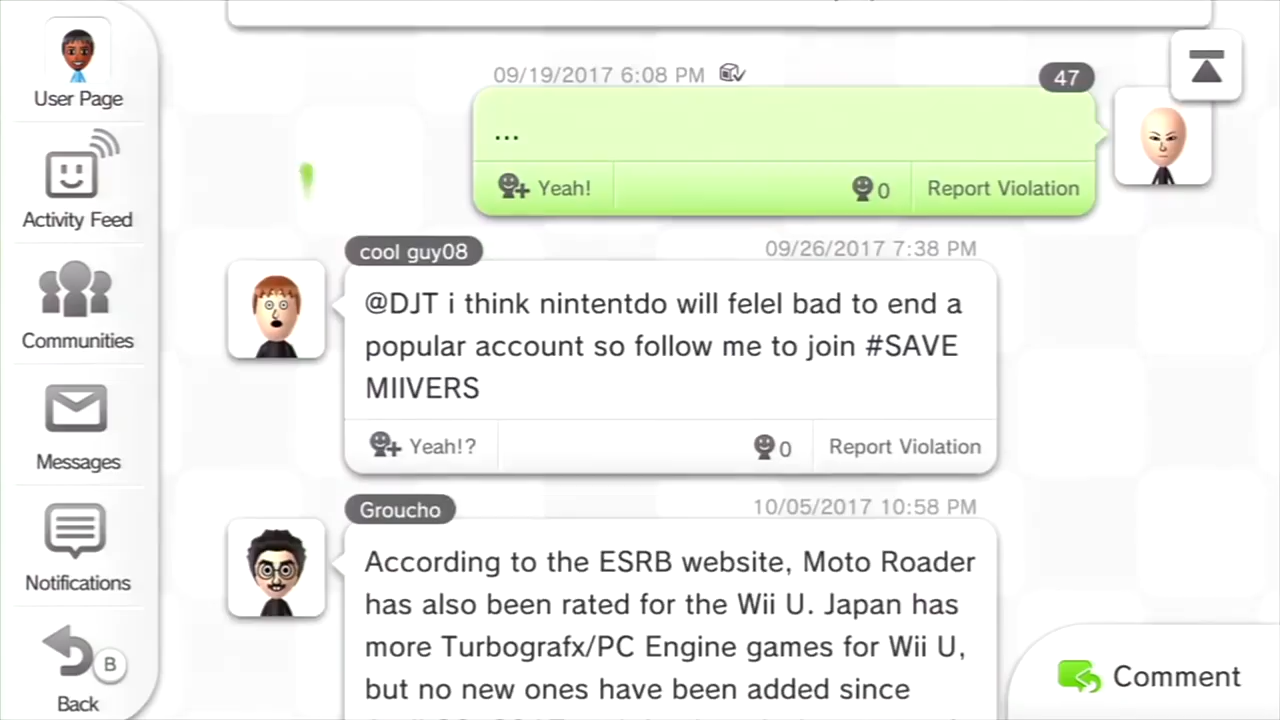 User Page
Activity Feed
Communities
Messages
Notifications
B
Back
09/19/2017 6:08 PM
47
...
Yeah!
0
Report Violation
cool guy08
09/26/2017 7:38 PM
@DJT i think nintentdo will felel bad to end a
popular account so follow me to join #SAVE
MIIVERS
Yeah!?
0
Report Violation
Groucho
10/05/2017 10:58 PM
According to the ESRB website, Moto Roader
has also been rated for the Wii U. Japan has
more Turbografx/PC Engine games for Wii U,
but no new ones have been added since
Comment